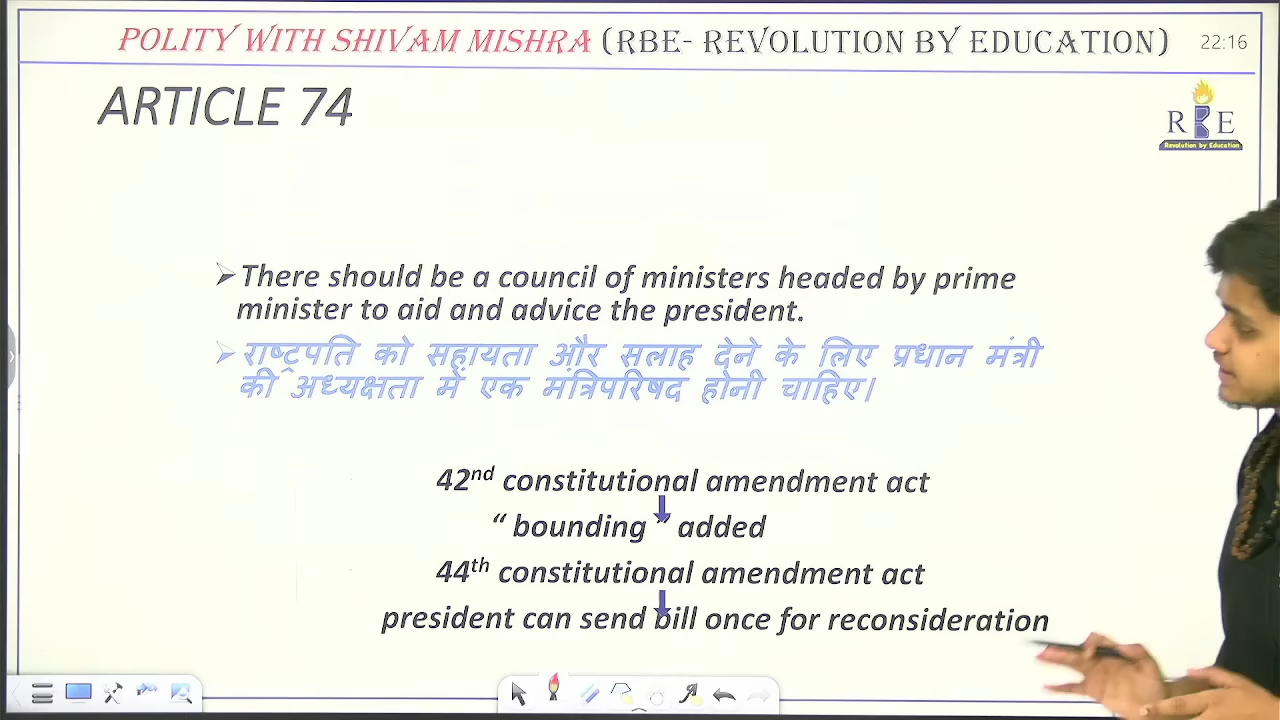 POLITY WITH SHIVAM MISHRA (RBE- REVOLUTION BY EDUCATION)
22:16
ARTICLE 74
R B E
Revolution by Education
There should be a council of ministers headed by prime
minister to aid and advice the president.
राष्ट्रपति को सहायता और सलाह देने के लिए प्रधान मंत्री
की अध्यक्षता में एक मंत्रिपरिषद होनी चाहिए।
42nd constitutional amendment act
“ bounding ” added
44th constitutional amendment act
president can send bill once for reconsideration